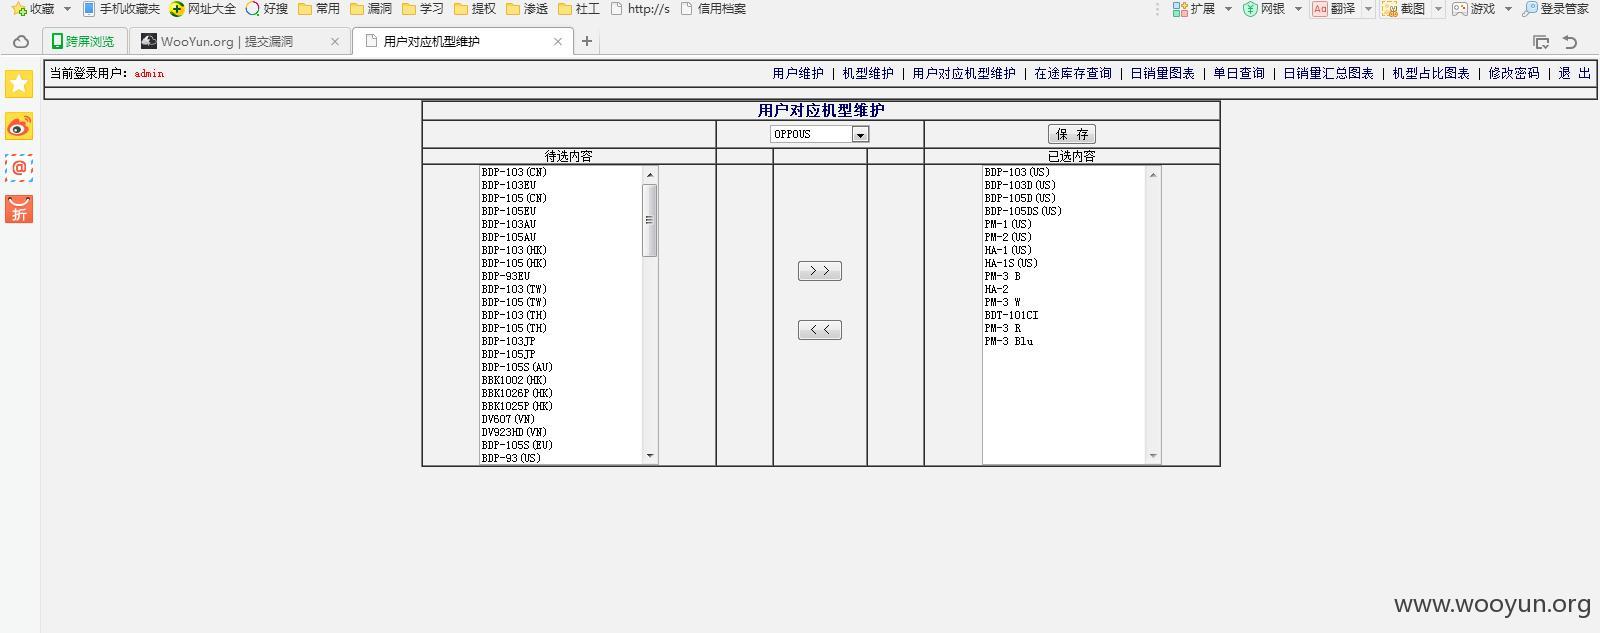 收藏 手机收藏夹 网址大全 好搜 常用 漏洞 学习 提权 渗透 社工 http://s 信用档案 扩展 网银 Aa 翻译 截图 游戏 登录管家
跨屏浏览 WooYun.org | 提交漏洞 × 用户对应机型维护 × +
当前登录用户：admin 用户维护 | 机型维护 | 用户对应机型维护 | 在途库存查询 | 日销量图表 | 单日查询 | 日销量汇总图表 | 机型占比图表 | 修改密码 | 退 出
@
折
用户对应机型维护
OPPOUS 保 存
待选内容 已选内容
BDP-103(CN)
BDP-103EU
BDP-105(CN)
BDP-105EU
BDP-103AU
BDP-105AU
BDP-103(HK)
BDP-105(HK)
BDP-93EU
BDP-103(TW)
BDP-105(TW)
BDP-103(TH)
BDP-105(TH)
BDP-103JP
BDP-105JP
BDP-105S(AU)
BBK1002(HK)
BBK1026P(HK)
BBK1025P(HK)
DV607(VN)
DV923HD(VN)
BDP-105S(EU)
BDP-93(US)
>>
<<
BDP-103(US)
BDP-103D(US)
BDP-105D(US)
BDP-105DS(US)
PM-1(US)
PM-2(US)
HA-1(US)
HA-1S(US)
PM-3 B
HA-2
PM-3 W
BDT-101CI
PM-3 R
PM-3 Blu
www.wooyun.org